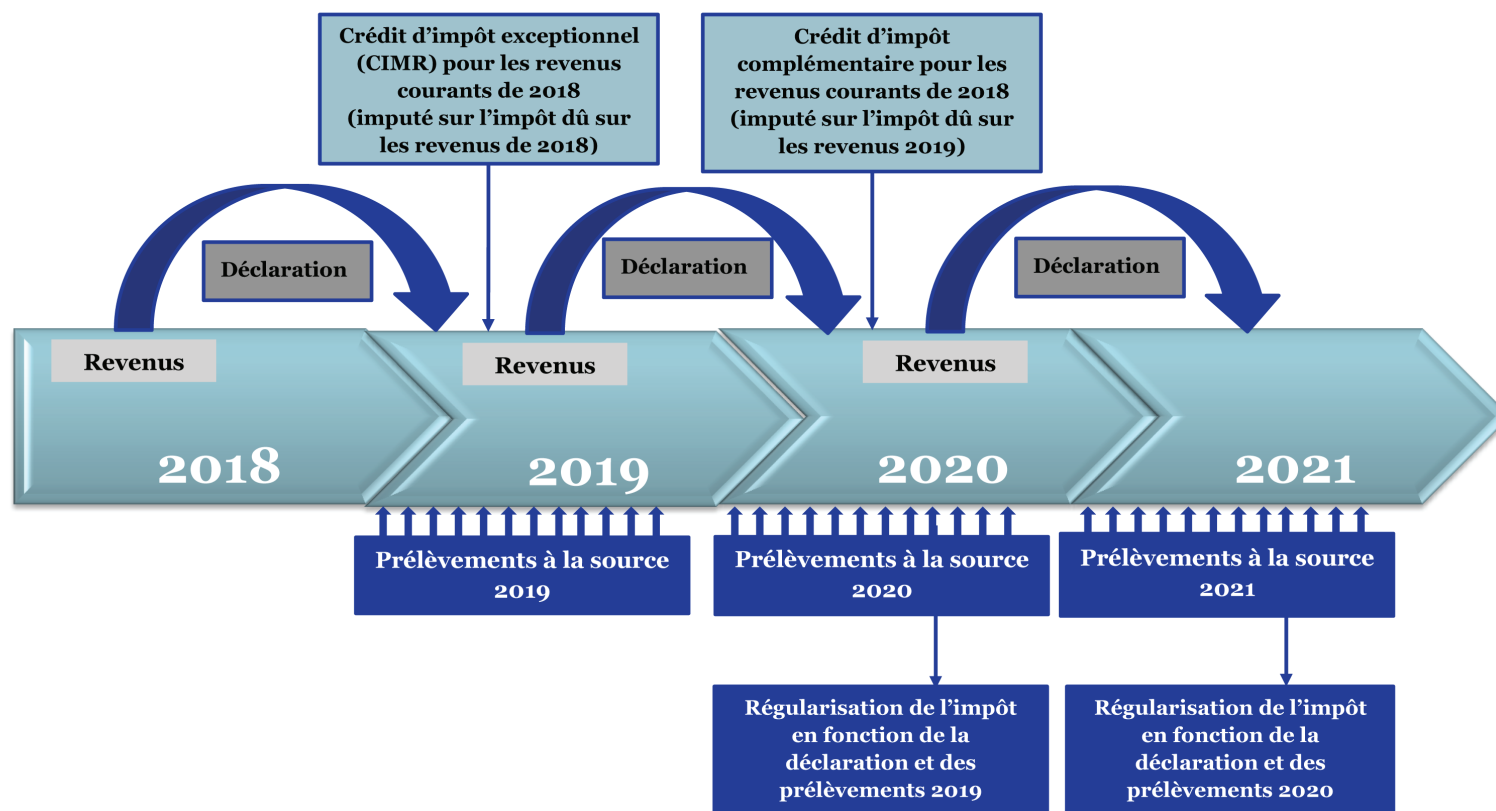 Crédit d'impôt exceptionnel
(CIMR) pour les revenus
courants de 2018
(imputé sur l'impôt dû sur
les revenus de 2018)
Crédit d'impôt
complémentaire pour les
revenus courants de 2018
(imputé sur l'impôt dû sur
les revenus 2019)
Déclaration
Déclaration
Déclaration
Revenus
Revenus
Revenus
2018
2019
2020
2021
Prélèvements à la source
2019
Prélèvements à la source
2020
Prélèvements à la source
2021
Régularisation de l'impôt
en fonction de la
déclaration et des
prélèvements 2019
Régularisation de l'impôt
en fonction de la
déclaration et des
prélèvements 2020